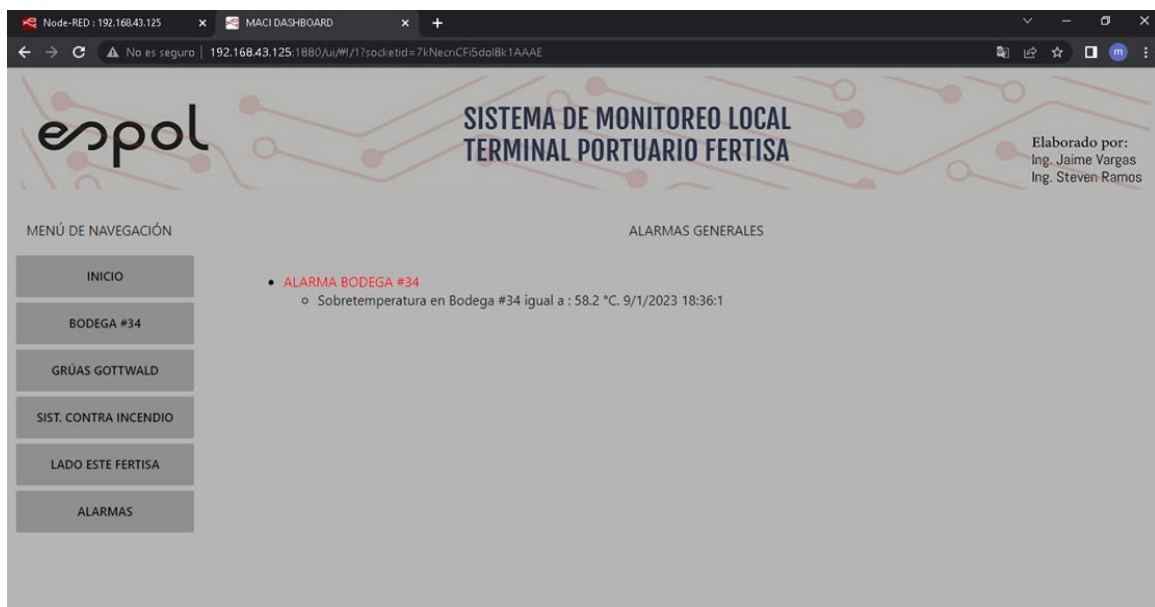 Node-RED : 192.168.43.125
MACI DASHBOARD
No es seguro
192.168.43.125:1880/ui/#!/1?socketid=7kNecnCFi5dol8k1AAAE
m
espol
SISTEMA DE MONITOREO LOCAL
TERMINAL PORTUARIO FERTISA
Elaborado por:
Ing. Jaime Vargas
Ing. Steven Ramos
MENÚ DE NAVEGACIÓN
ALARMAS GENERALES
INICIO
BODEGA #34
GRÚAS GOTTWALD
SIST. CONTRA INCENDIO
LADO ESTE FERTISA
ALARMAS
ALARMA BODEGA #34
Sobretemperatura en Bodega #34 igual a : 58.2 °C. 9/1/2023 18:36:1